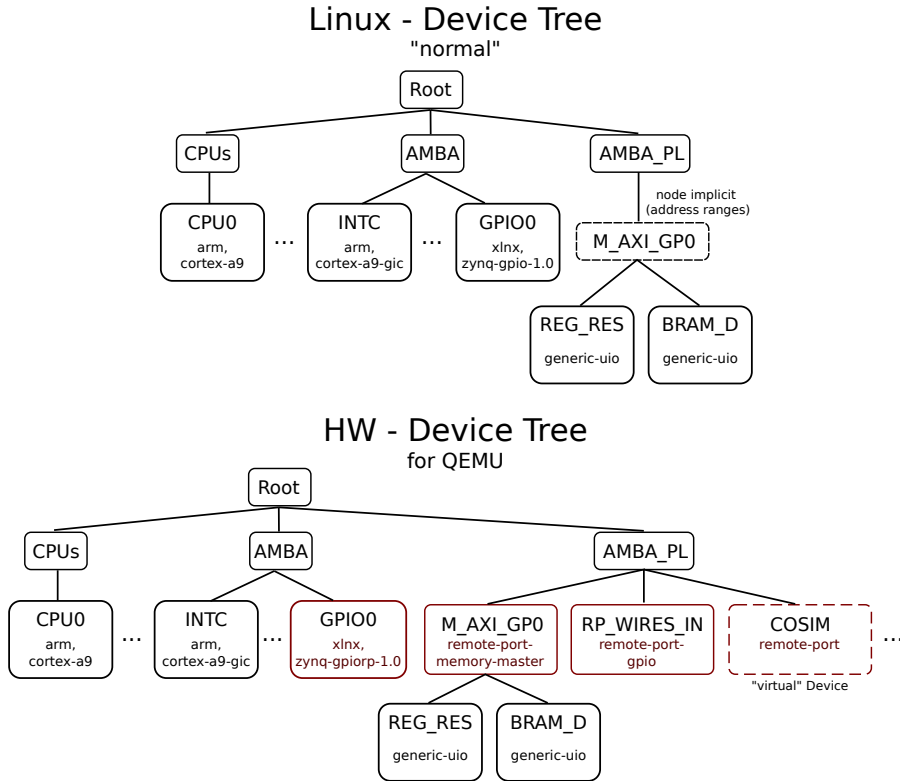 Linux - Device Tree
"normal"
Root
CPUs
AMBA
AMBA_PL
node implicit
(address ranges)
CPU0
arm,
cortex-a9
...
INTC
arm,
cortex-a9-gic
...
GPIO0
xlnx,
zynq-gpio-1.0
M_AXI_GP0
REG_RES
generic-uio
BRAM_D
generic-uio
HW - Device Tree
for QEMU
Root
CPUs
AMBA
AMBA_PL
CPU0
arm,
cortex-a9
...
INTC
arm,
cortex-a9-gic
...
GPIO0
xlnx,
zynq-gpiorp-1.0
M_AXI_GP0
remote-port-
memory-master
RP_WIRES_IN
remote-port-
gpio
COSIM
remote-port
...
"virtual" Device
REG_RES
generic-uio
BRAM_D
generic-uio